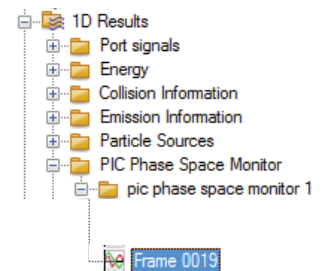 1D Results
Port signals
Energy
Collision Information
Emission Information
Particle Sources
PIC Phase Space Monitor
pic phase space monitor 1
Frame 0019